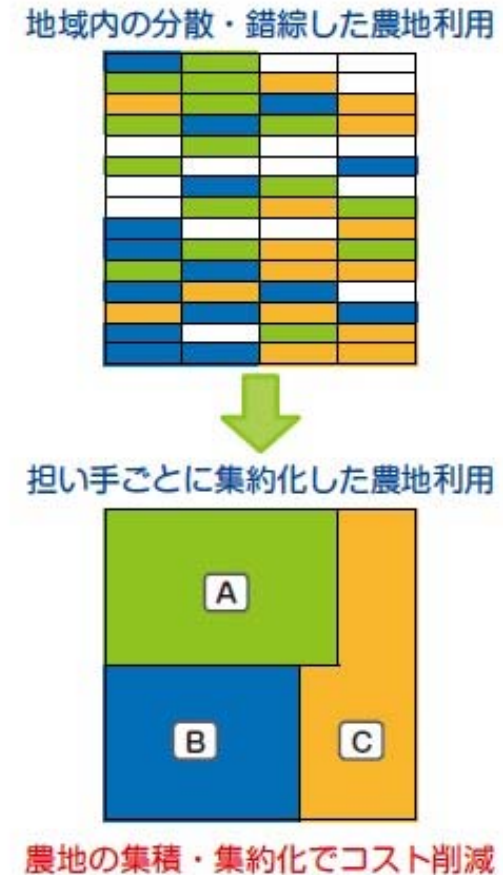 地域内の分散・錯綜した農地利用
担い手ごとに集約化した農地利用
A
B
C
農地の集積・集約化でコスト削減